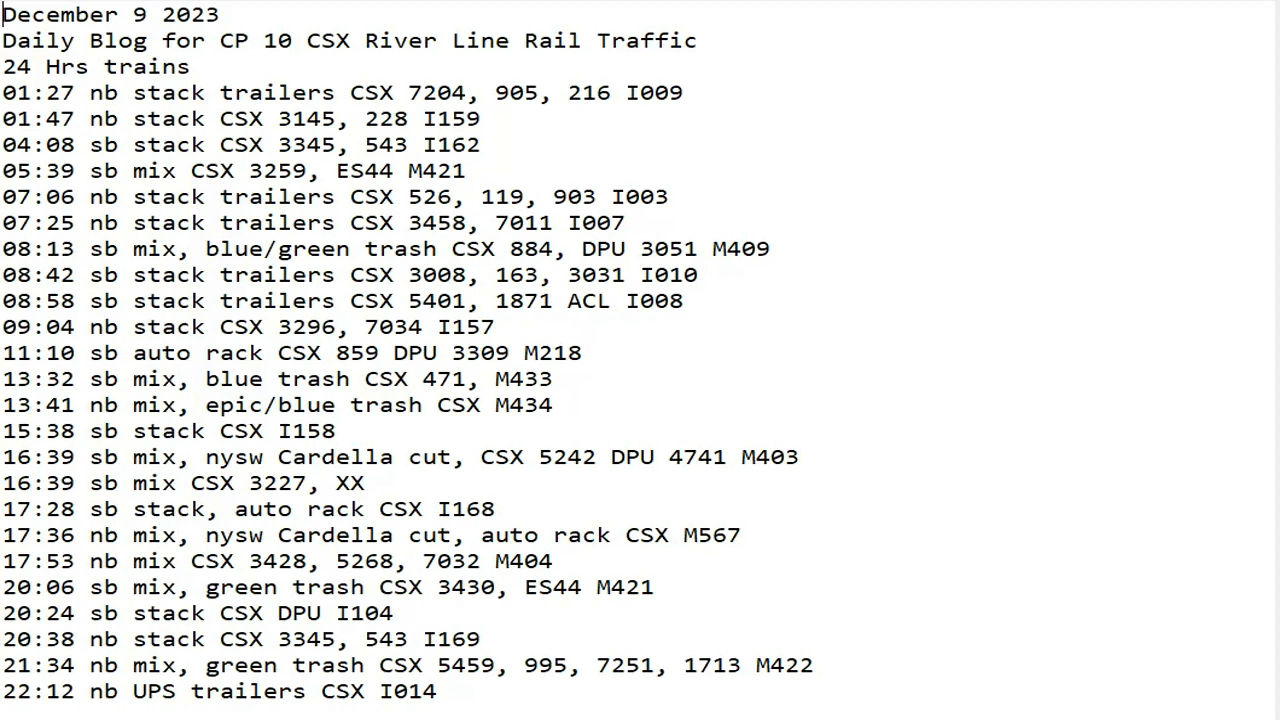 December 9 2023
Daily Blog for CP 10 CSX River Line Rail Traffic
24 Hrs trains
01:27 nb stack trailers CSX 7204, 905, 216 I009
01:47 nb stack CSX 3145, 228 I159
04:08 sb stack CSX 3345, 543 I162
05:39 sb mix CSX 3259, ES44 M421
07:06 nb stack trailers CSX 526, 119, 903 I003
07:25 nb stack trailers CSX 3458, 7011 I007
08:13 sb mix, blue/green trash CSX 884, DPU 3051 M409
08:42 sb stack trailers CSX 3008, 163, 3031 I010
08:58 sb stack trailers CSX 5401, 1871 ACL I008
09:04 nb stack CSX 3296, 7034 I157
11:10 sb auto rack CSX 859 DPU 3309 M218
13:32 sb mix, blue trash CSX 471, M433
13:41 nb mix, epic/blue trash CSX M434
15:38 sb stack CSX I158
16:39 sb mix, nysw Cardella cut, CSX 5242 DPU 4741 M403
16:39 sb mix CSX 3227, XX
17:28 sb stack, auto rack CSX I168
17:36 nb mix, nysw Cardella cut, auto rack CSX M567
17:53 nb mix CSX 3428, 5268, 7032 M404
20:06 sb mix, green trash CSX 3430, ES44 M421
20:24 sb stack CSX DPU I104
20:38 nb stack CSX 3345, 543 I169
21:34 nb mix, green trash CSX 5459, 995, 7251, 1713 M422
22:12 nb UPS trailers CSX I014